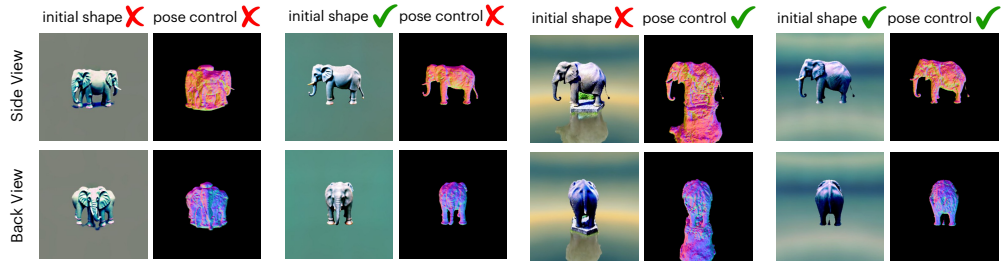 initial shape ✗ pose control ✗ initial shape ✓ pose control ✗ initial shape ✗ pose control ✓ initial shape ✓ pose control ✓
Side View
Back View